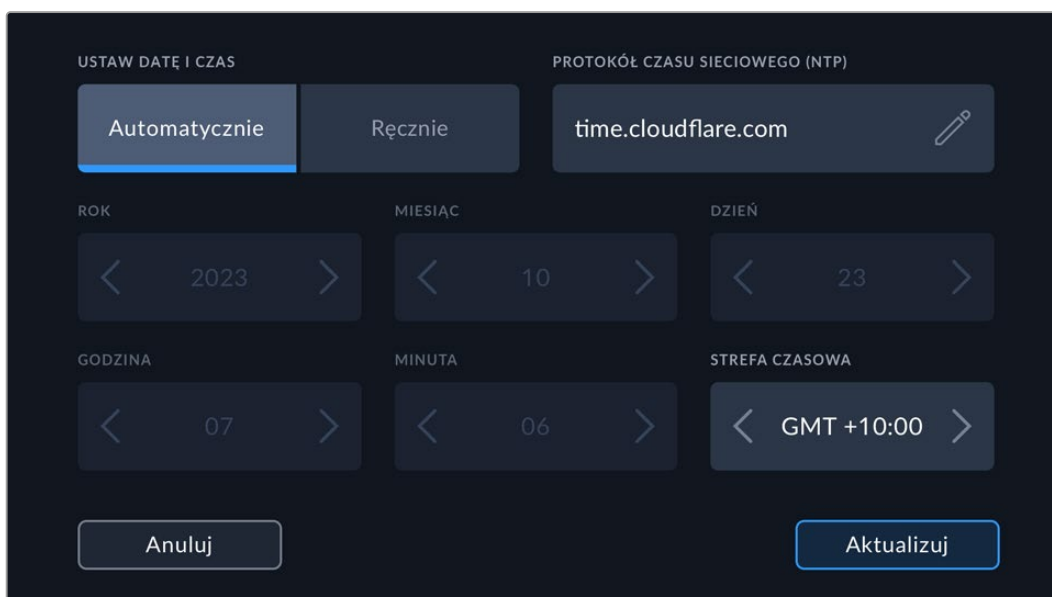 USTAW DATĘ I CZAS PROTOKÓŁ CZASU SIECIOWEGO (NTP)
Automatycznie Ręcznie time.cloudflare.com
ROK MIESIĄC DZIEŃ
2023 10 23
GODZINA MINUTA STREFA CZASOWA
07 06 GMT +10:00
Anuluj Aktualizuj